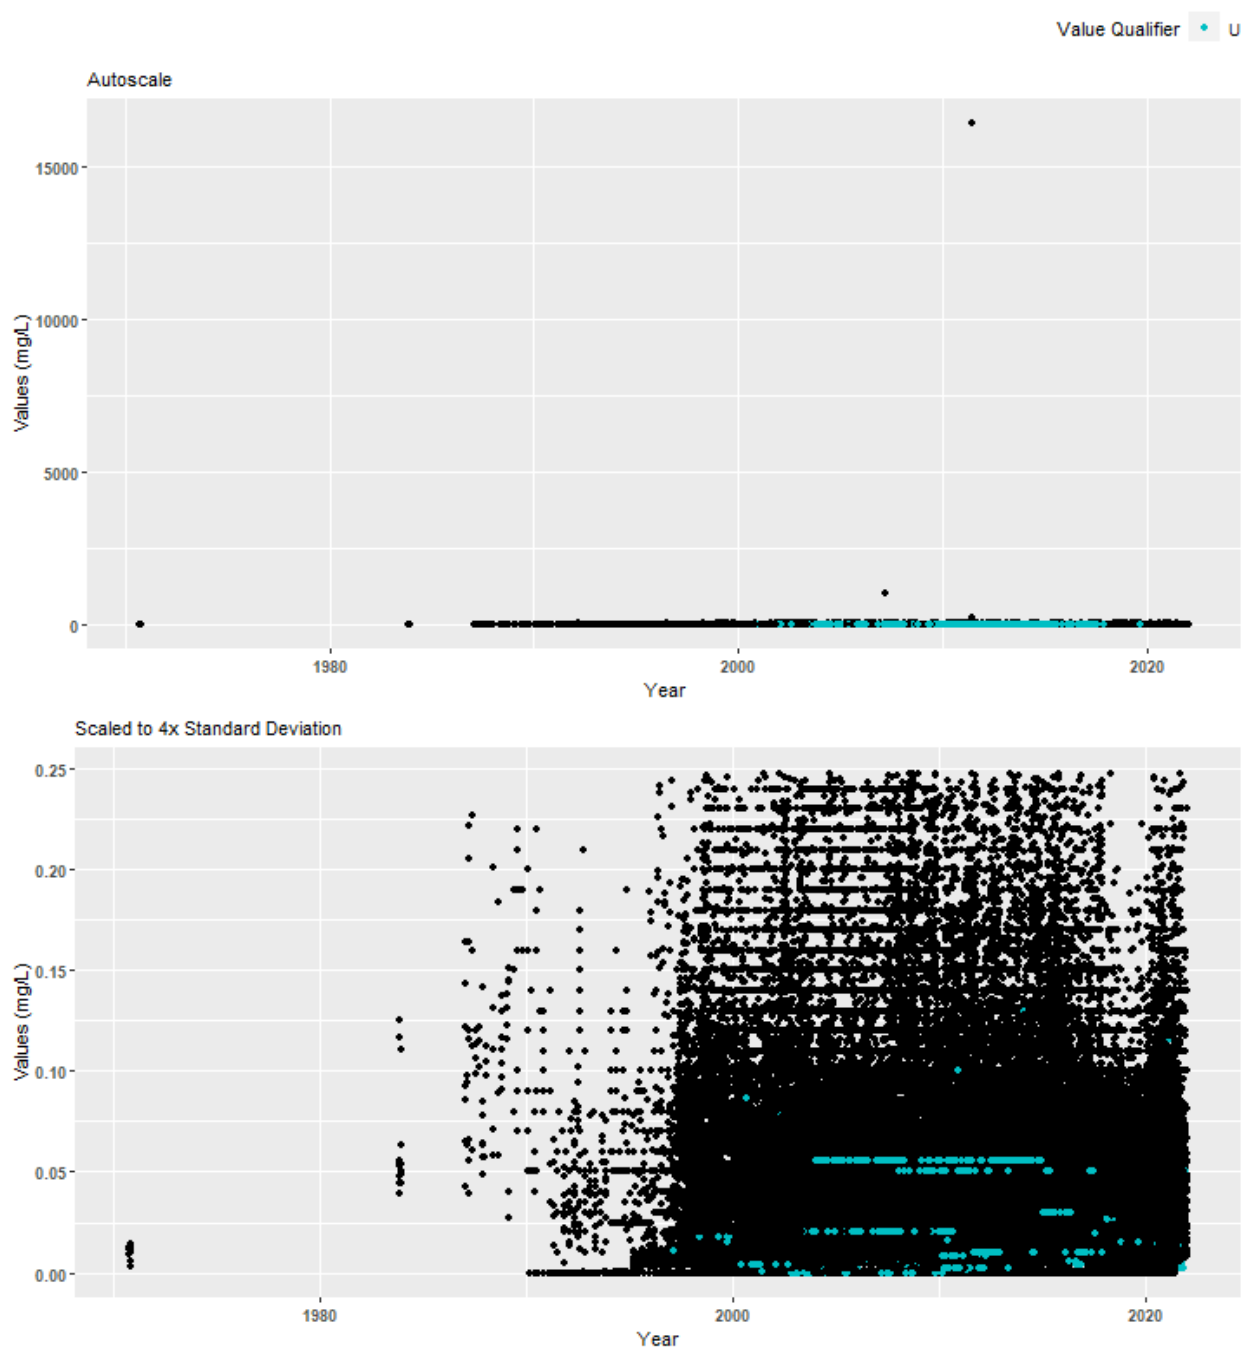 Value Qualifier U
Autoscale
Values (mg/L)
15000
10000
5000
0
1980 2000 2020
Year
Scaled to 4x Standard Deviation
Values (mg/L)
0.25
0.20
0.15
0.10
0.05
0.00
1980 2000 2020
Year